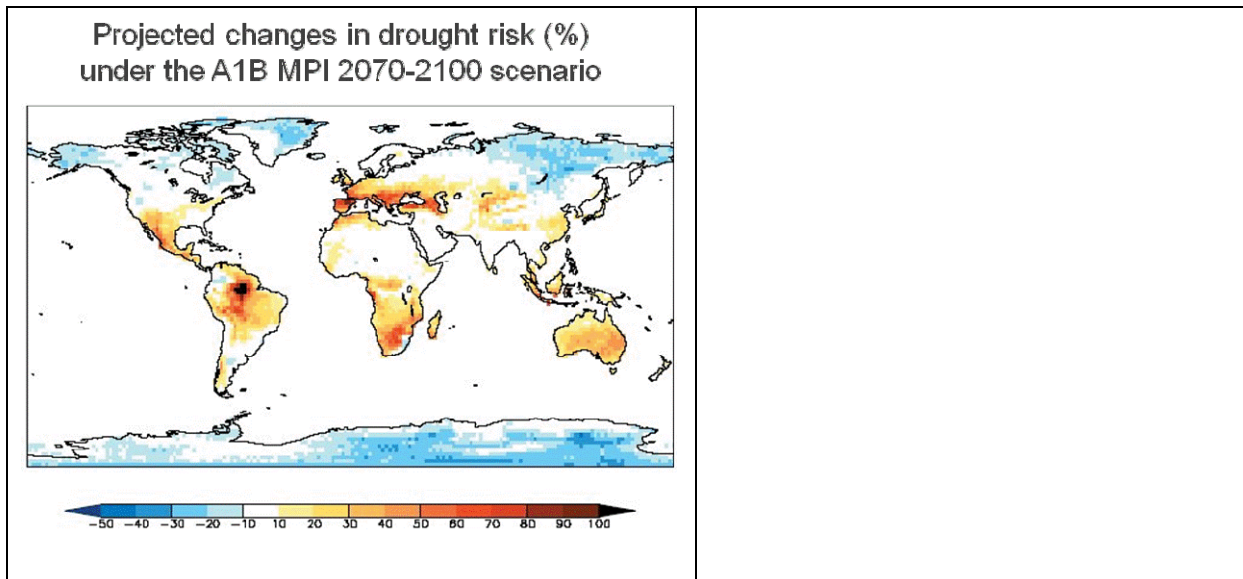 Projected changes in drought risk (%)
under the A1B MPI 2070-2100 scenario
-50 -40 -30 -20 -10 10 20 30 40 50 60 70 80 90 100